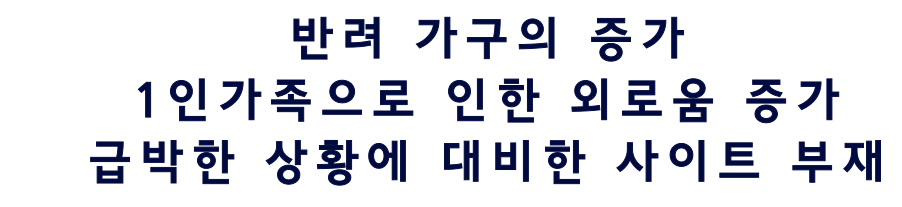 반려 가구의 증가
1인가족으로 인한 외로움 증가
급박한 상황에 대비한 사이트 부재